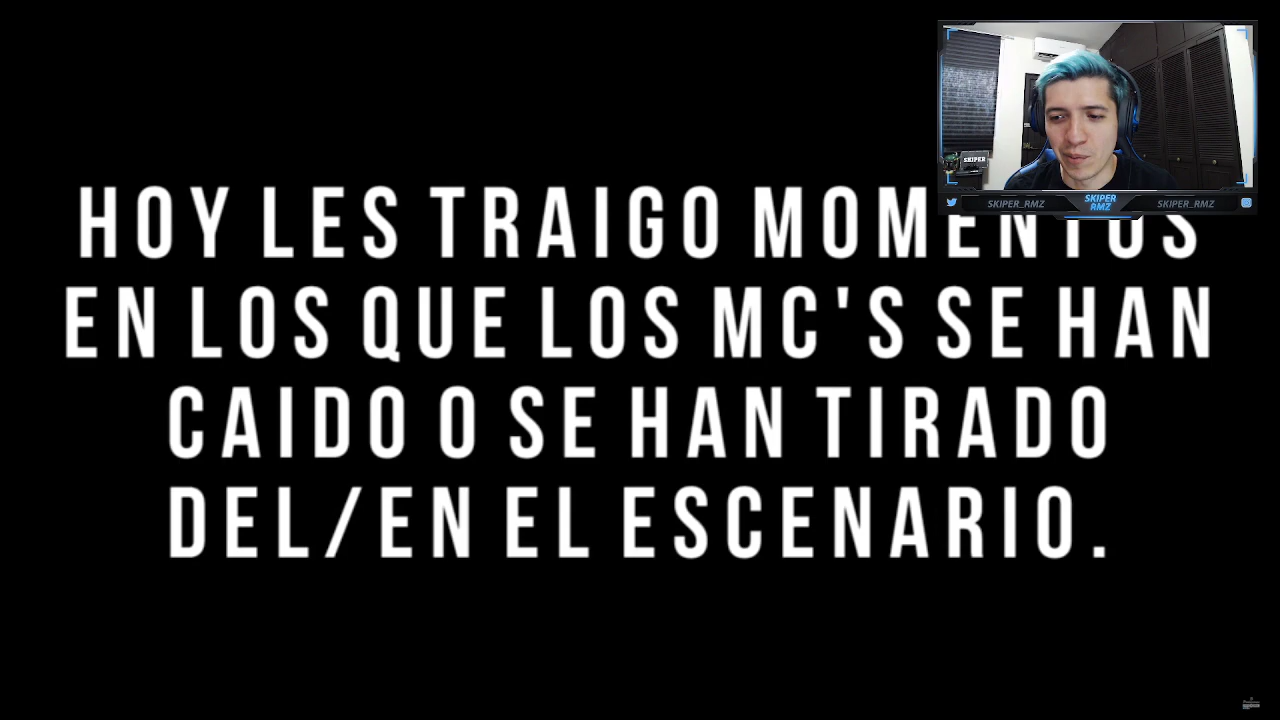 HOY LES TRAIGO MOMENTOS
EN LOS QUE LOS MC'S SE HAN
CAIDO O SE HAN TIRADO
DEL/EN EL ESCENARIO.
SKIPER
SKIPER_RMZ
SKIPER
RMZ
SKIPER_RMZ